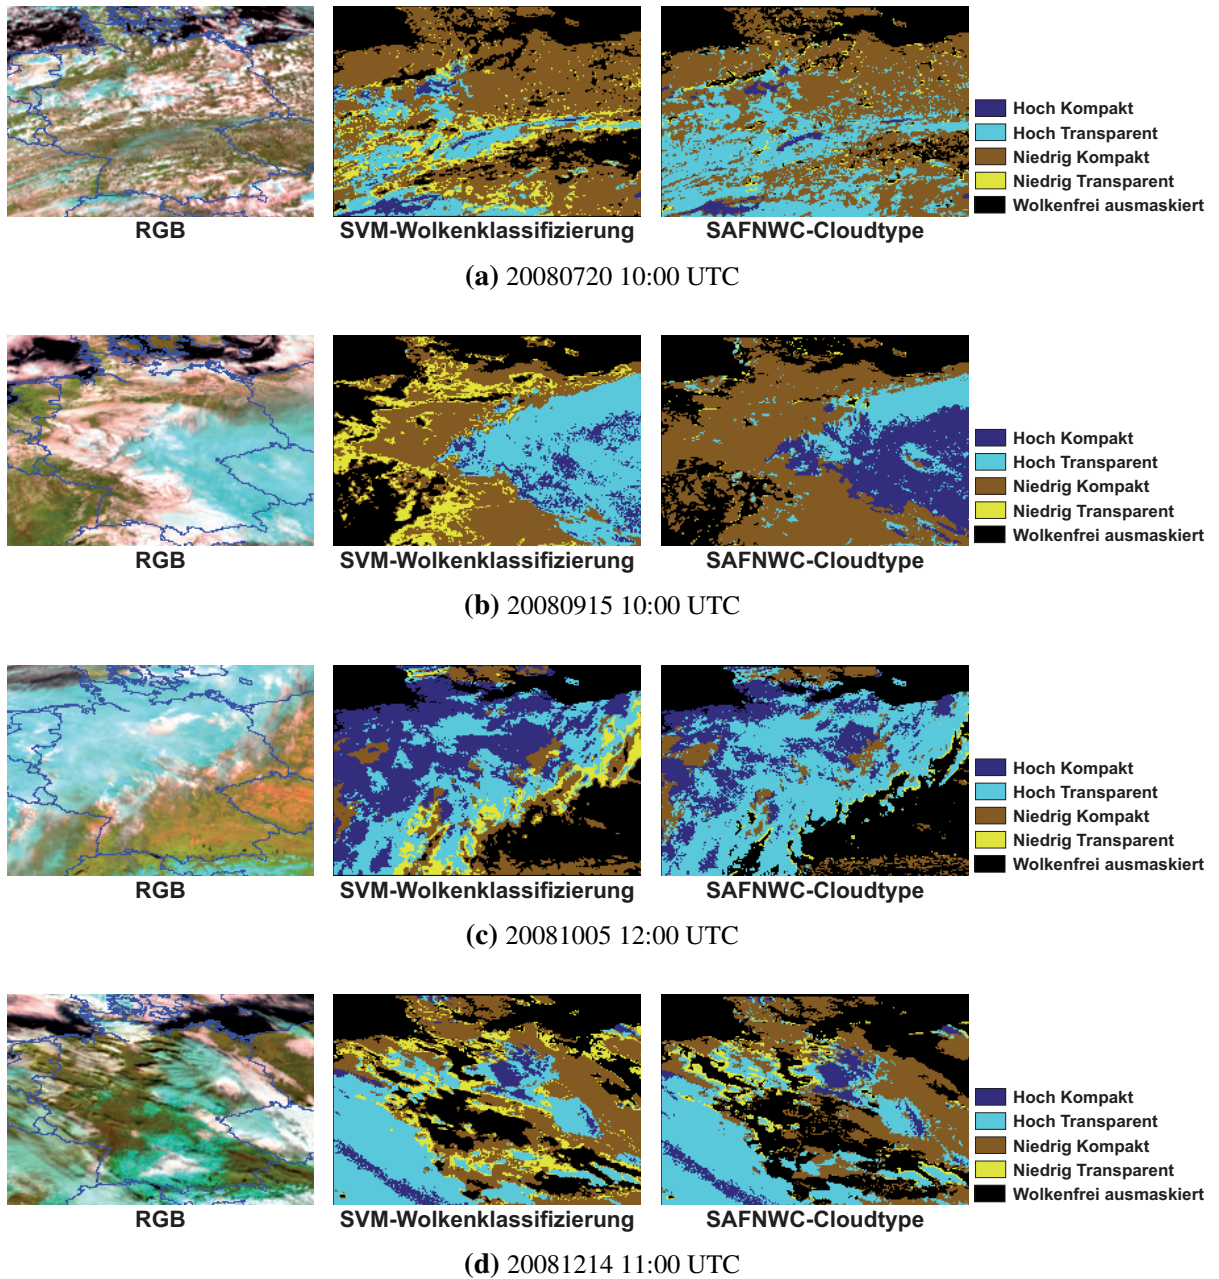 Hoch Kompakt
Hoch Transparent
Niedrig Kompakt
Niedrig Transparent
Wolkenfrei ausmaskiert
RGB
SVM-Wolkenklassifizierung
SAFNWC-Cloudtype
(a) 20080720 10:00 UTC
Hoch Kompakt
Hoch Transparent
Niedrig Kompakt
Niedrig Transparent
Wolkenfrei ausmaskiert
RGB
SVM-Wolkenklassifizierung
SAFNWC-Cloudtype
(b) 20080915 10:00 UTC
Hoch Kompakt
Hoch Transparent
Niedrig Kompakt
Niedrig Transparent
Wolkenfrei ausmaskiert
RGB
SVM-Wolkenklassifizierung
SAFNWC-Cloudtype
(c) 20081005 12:00 UTC
Hoch Kompakt
Hoch Transparent
Niedrig Kompakt
Niedrig Transparent
Wolkenfrei ausmaskiert
RGB
SVM-Wolkenklassifizierung
SAFNWC-Cloudtype
(d) 20081214 11:00 UTC